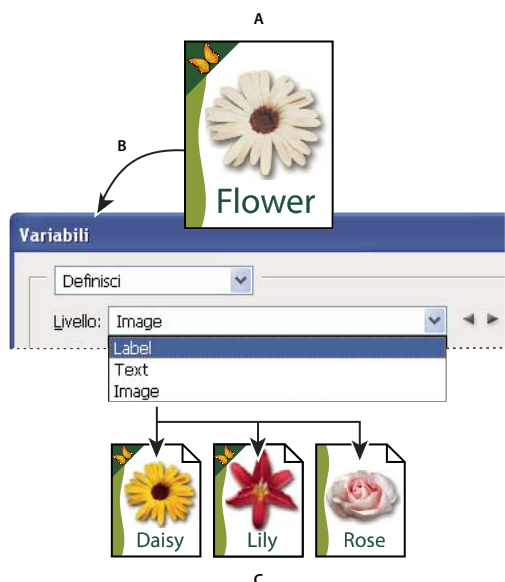 A
Flower
B
Variabili
Definisci
Livello: Image
Label
Text
Image
Daisy
Lily
Rose
C